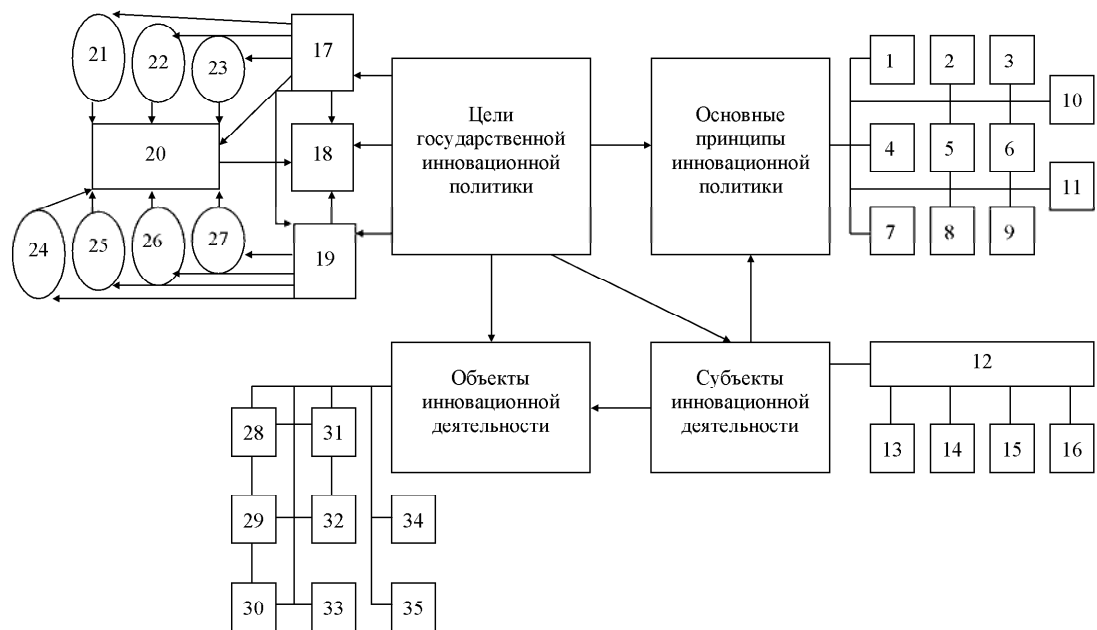 21
22
23
17
20
18
24
25
26
27
19
Цели
государственной
инновационной
политики
Основные
принципы
инновационной
политики
1
2
3
10
4
5
6
11
7
8
9
Объекты
инновационной
деятельности
Субъекты
инновационной
деятельности
12
13
14
15
16
28
31
29
32
34
30
33
35